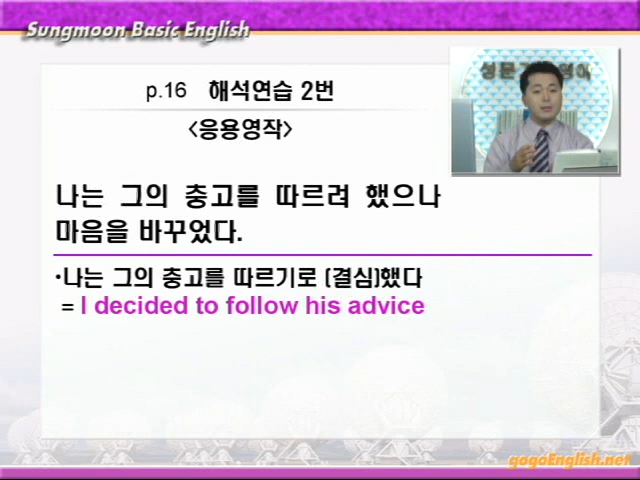 Sungmoon Basic English
p.16 해석연습 2번
<응용영작>
나는 그의 충고를 따르려 했으나
마음을 바꾸었다.
•나는 그의 충고를 따르기로 (결심)했다
= I decided to follow his advice
gogoEnglish.net